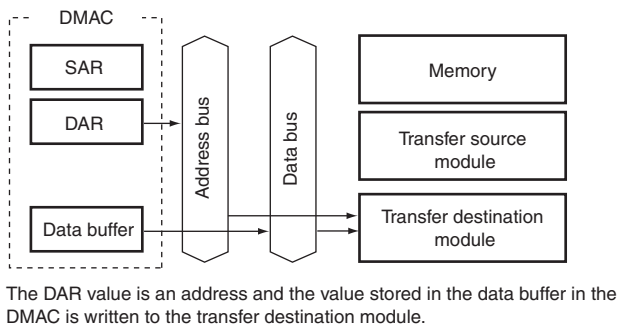 DMAC
SAR
DAR
Data buffer
Address bus
Data bus
Memory
Transfer source
module
Transfer destination
module
The DAR value is an address and the value stored in the data buffer in the
DMAC is written to the transfer destination module.